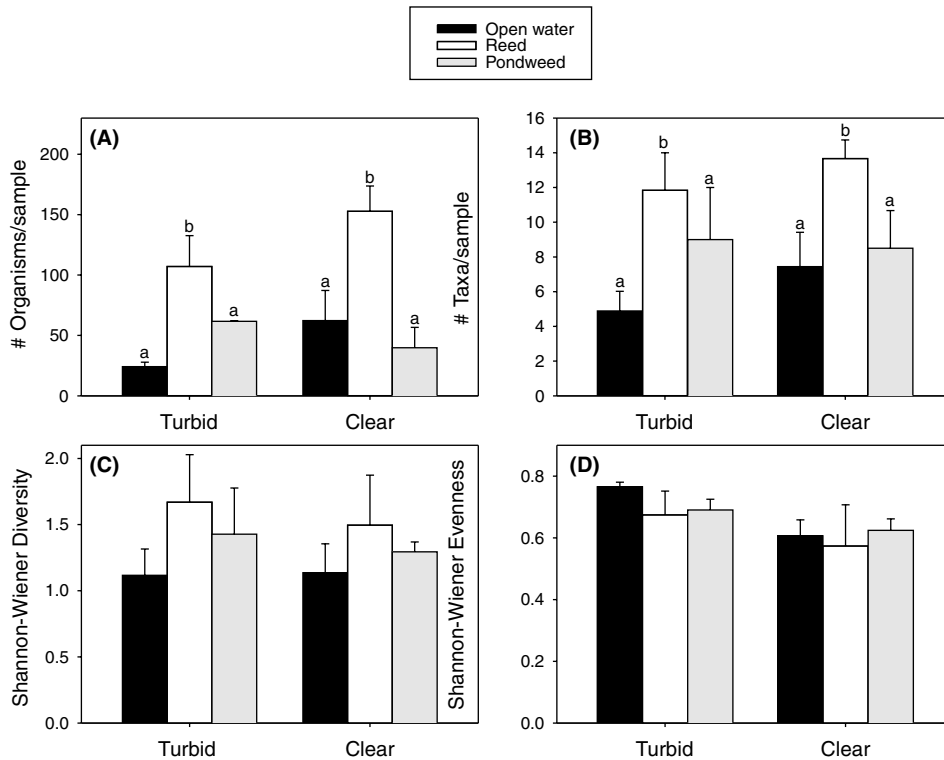 Open water
Reed
Pondweed
(A)
# Organisms/sample
200
150
100
50
0
a
b
a
a
b
a
Turbid
Clear
(B)
# Taxa/sample
16
14
12
10
8
6
4
2
0
a
b
a
a
b
a
Turbid
Clear
(C)
Shannon-Wiener Diversity
2.0
1.5
1.0
0.5
0.0
Turbid
Clear
(D)
Shannon-Wiener Evenness
0.8
0.6
0.4
0.2
0.0
Turbid
Clear